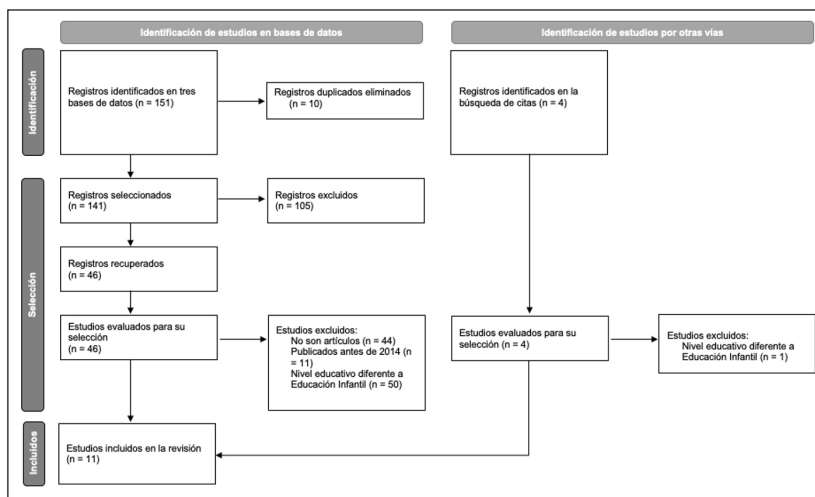 Identificación de estudios en bases de datos
Identificación de estudios por otras vías
Identificación
Registros identificados en tres
bases de datos (n = 151)
Registros duplicados eliminados
(n = 10)
Registros identificados en la
búsqueda de citas (n = 4)
Selección
Registros seleccionados
(n = 141)
Registros excluidos
(n = 105)
Registros recuperados
(n = 46)
Estudios evaluados para su
selección
(n = 46)
Estudios excluidos:
No son artículos (n = 44)
Publicados antes de 2014 (n
= 11)
Nivel educativo diferente a
Educación Infantil (n = 50)
Estudios evaluados para su
selección (n = 4)
Estudios excluidos:
Nivel educativo diferente a
Educación Infantil (n = 1)
Incluidos
Estudios incluidos en la revisión
(n = 11)